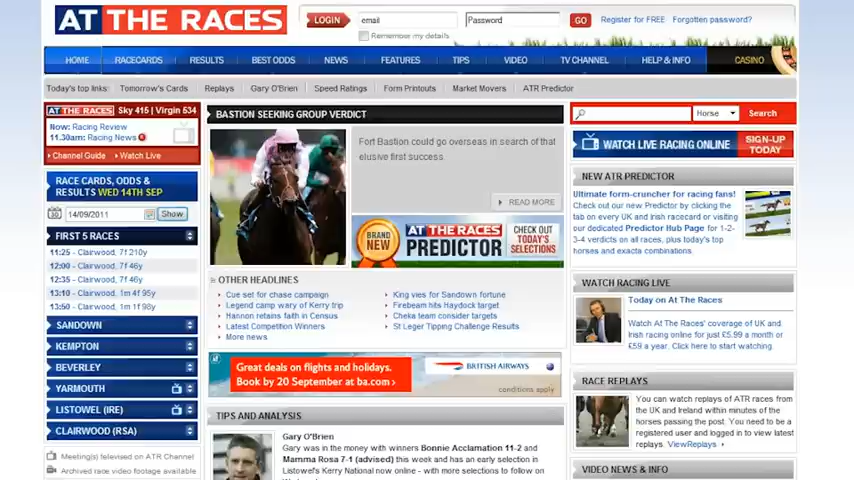 AT THE RACES
LOGIN
email
Password
GO
Register for FREE
Forgotten password?
Remember my details
HOME
RACECARDS
RESULTS
BEST ODDS
NEWS
FEATURES
TIPS
VIDEO
TV CHANNEL
HELP & INFO
CASINO
Today's top links:
Tomorrow's Cards
Replays
Gary O'Brien
Speed Ratings
Form Printouts
Market Movers
ATR Predictor
AT THE RACES Sky 415 | Virgin 534
Now: Racing Review
11.30am: Racing News
Channel Guide
Watch Live
RACE CARDS, ODDS &
RESULTS WED 14TH SEP
14/09/2011
Show
FIRST 5 RACES
11:25 - Clairwood, 7f 210y
12:00 - Clairwood, 7f 46y
12:35 - Clairwood, 7f 46y
13:10 - Clairwood, 1m 4f 95y
13:50 - Clairwood, 1m 1f 98y
SANDOWN
KEMPTON
BEVERLEY
YARMOUTH
LISTOWEL (IRE)
CLAIRWOOD (RSA)
Meeting(s) televised on ATR Channel
Archived race video footage available
BASTION SEEKING GROUP VERDICT
Fort Bastion could go overseas in search of that
elusive first success.
READ MORE
BRAND
NEW
AT THE RACES
PREDICTOR
CHECK OUT
TODAY'S
SELECTIONS
OTHER HEADLINES
Cue set for chase campaign
Legend camp wary of Kerry trip
Hannon retains faith in Census
Latest Competition Winners
More news
King vies for Sandown fortune
Firebeam hits Haydock target
Cheka team consider targets
St Leger Tipping Challenge Results
Great deals on flights and holidays.
Book by 20 September at ba.com ›
BRITISH AIRWAYS
conditions apply
TIPS AND ANALYSIS
Gary O'Brien
Gary was in the money with winners Bonnie Acclamation 11-2 and
Mamma Rosa 7-1 (advised) this week and has an early selection in
Listowel's Kerry National now online - with more selections to follow on
Horse
Search
WATCH LIVE RACING ONLINE
SIGN-UP
TODAY
NEW ATR PREDICTOR
Ultimate form-cruncher for racing fans!
Check out our new Predictor by clicking the
tab on every UK and Irish racecard or visiting
our dedicated Predictor Hub Page for 1-2-
3-4 verdicts on all races, plus today's top
horses and exacta combinations.
WATCH RACING LIVE
Today on At The Races
Watch At The Races' coverage of UK and
Irish racing online for just £5.99 a month or
£59 a year. Click here to start watching.
RACE REPLAYS
You can watch replays of ATR races from
the UK and Ireland within minutes of the
horses passing the post. You need to be a
registered user and logged in to view latest
replays. ViewReplays
VIDEO NEWS & INFO